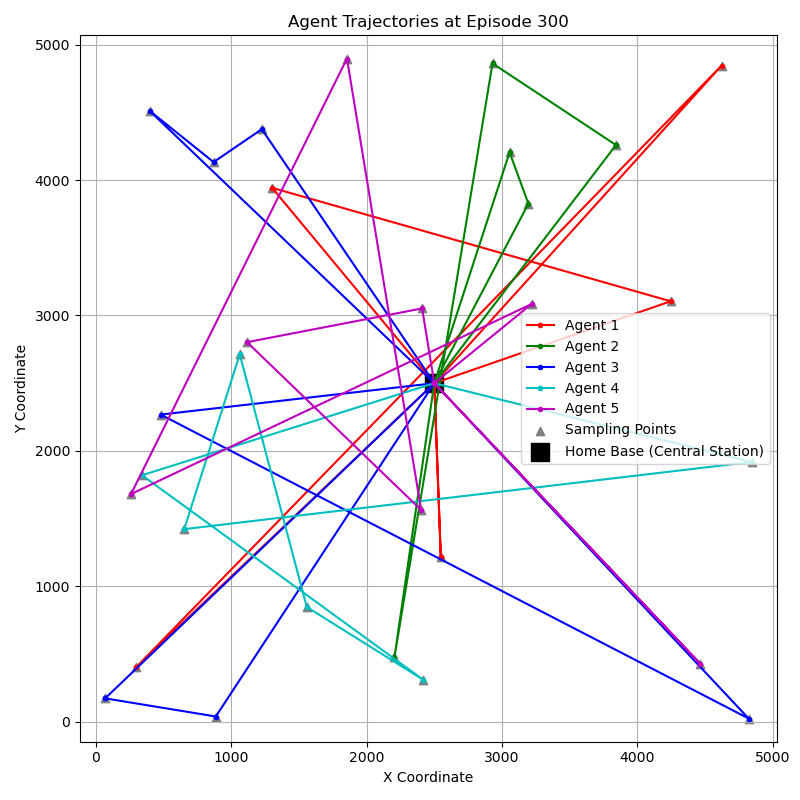 Agent Trajectories at Episode 300
5000
4000
3000
2000
1000
0
Y Coordinate
Agent 1
Agent 2
Agent 3
Agent 4
Agent 5
Sampling Points
Home Base (Central Station)
0 1000 2000 3000 4000 5000
X Coordinate